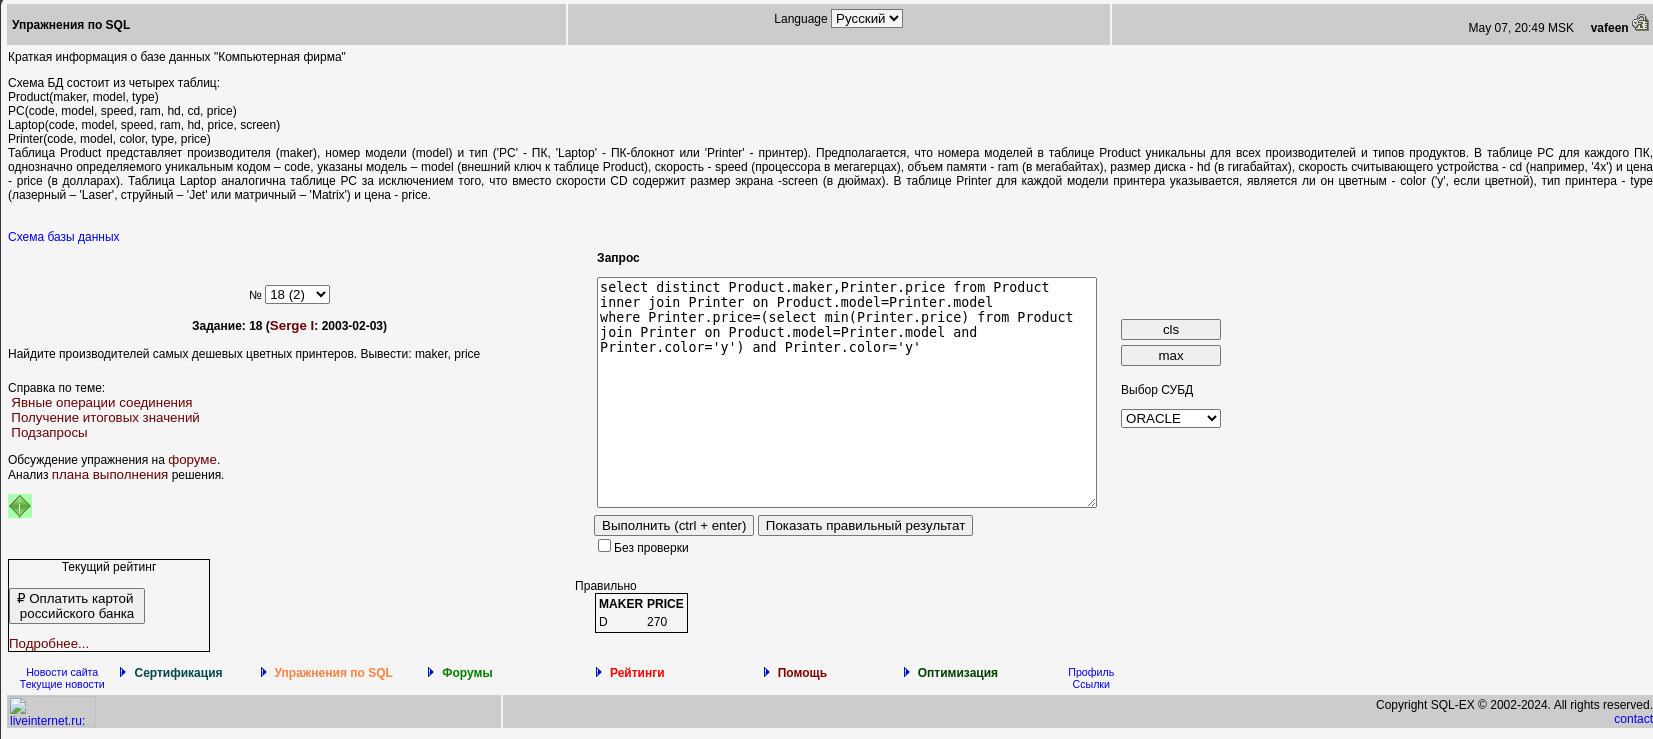 Упражнения по SQL
Language Русский
May 07, 20:49 MSK vafeen
Краткая информация о базе данных "Компьютерная фирма"
Схема БД состоит из четырех таблиц:
Product(maker, model, type)
PC(code, model, speed, ram, hd, cd, price)
Laptop(code, model, speed, ram, hd, price, screen)
Printer(code, model, color, type, price)
Таблица Product представляет производителя (maker), номер модели (model) и тип ('PC' - ПК, 'Laptop' - ПК-блокнот или 'Printer' - принтер). Предполагается, что номера моделей в таблице Product уникальны для всех производителей и типов продуктов. В таблице PC для каждого ПК,
однозначно определяемого уникальным кодом – code, указаны модель – model (внешний ключ к таблице Product), скорость - speed (процессора в мегагерцах), объем памяти - ram (в мегабайтах), размер диска - hd (в гигабайтах), скорость считывающего устройства - cd (например, '4x') и цена
- price (в долларах). Таблица Laptop аналогична таблице РС за исключением того, что вместо скорости CD содержит размер экрана -screen (в дюймах). В таблице Printer для каждой модели принтера указывается, является ли он цветным - color ('y', если цветной), тип принтера - type
(лазерный – 'Laser', струйный – 'Jet' или матричный – 'Matrix') и цена - price.
Схема базы данных
№ 18 (2)
Задание: 18 (Serge I: 2003-02-03)
Найдите производителей самых дешевых цветных принтеров. Вывести: maker, price
Справка по теме:
Явные операции соединения
Получение итоговых значений
Подзапросы
Обсуждение упражнения на форуме.
Анализ плана выполнения решения.
Текущий рейтинг
₽ Оплатить картой
российского банка
Подробнее...
Запрос
select distinct Product.maker,Printer.price from Product
inner join Printer on Product.model=Printer.model
where Printer.price=(select min(Printer.price) from Product
join Printer on Product.model=Printer.model and
Printer.color='y') and Printer.color='y'
cls
max
Выбор СУБД
ORACLE
Выполнить (ctrl + enter) Показать правильный результат
Без проверки
Правильно
MAKER PRICE
D 270
Новости сайта
Текущие новости
Сертификация
Упражнения по SQL
Форумы
Рейтинги
Помощь
Оптимизация
Профиль
Ссылки
liveinternet.ru:
Copyright SQL-EX © 2002-2024. All rights reserved.
contact